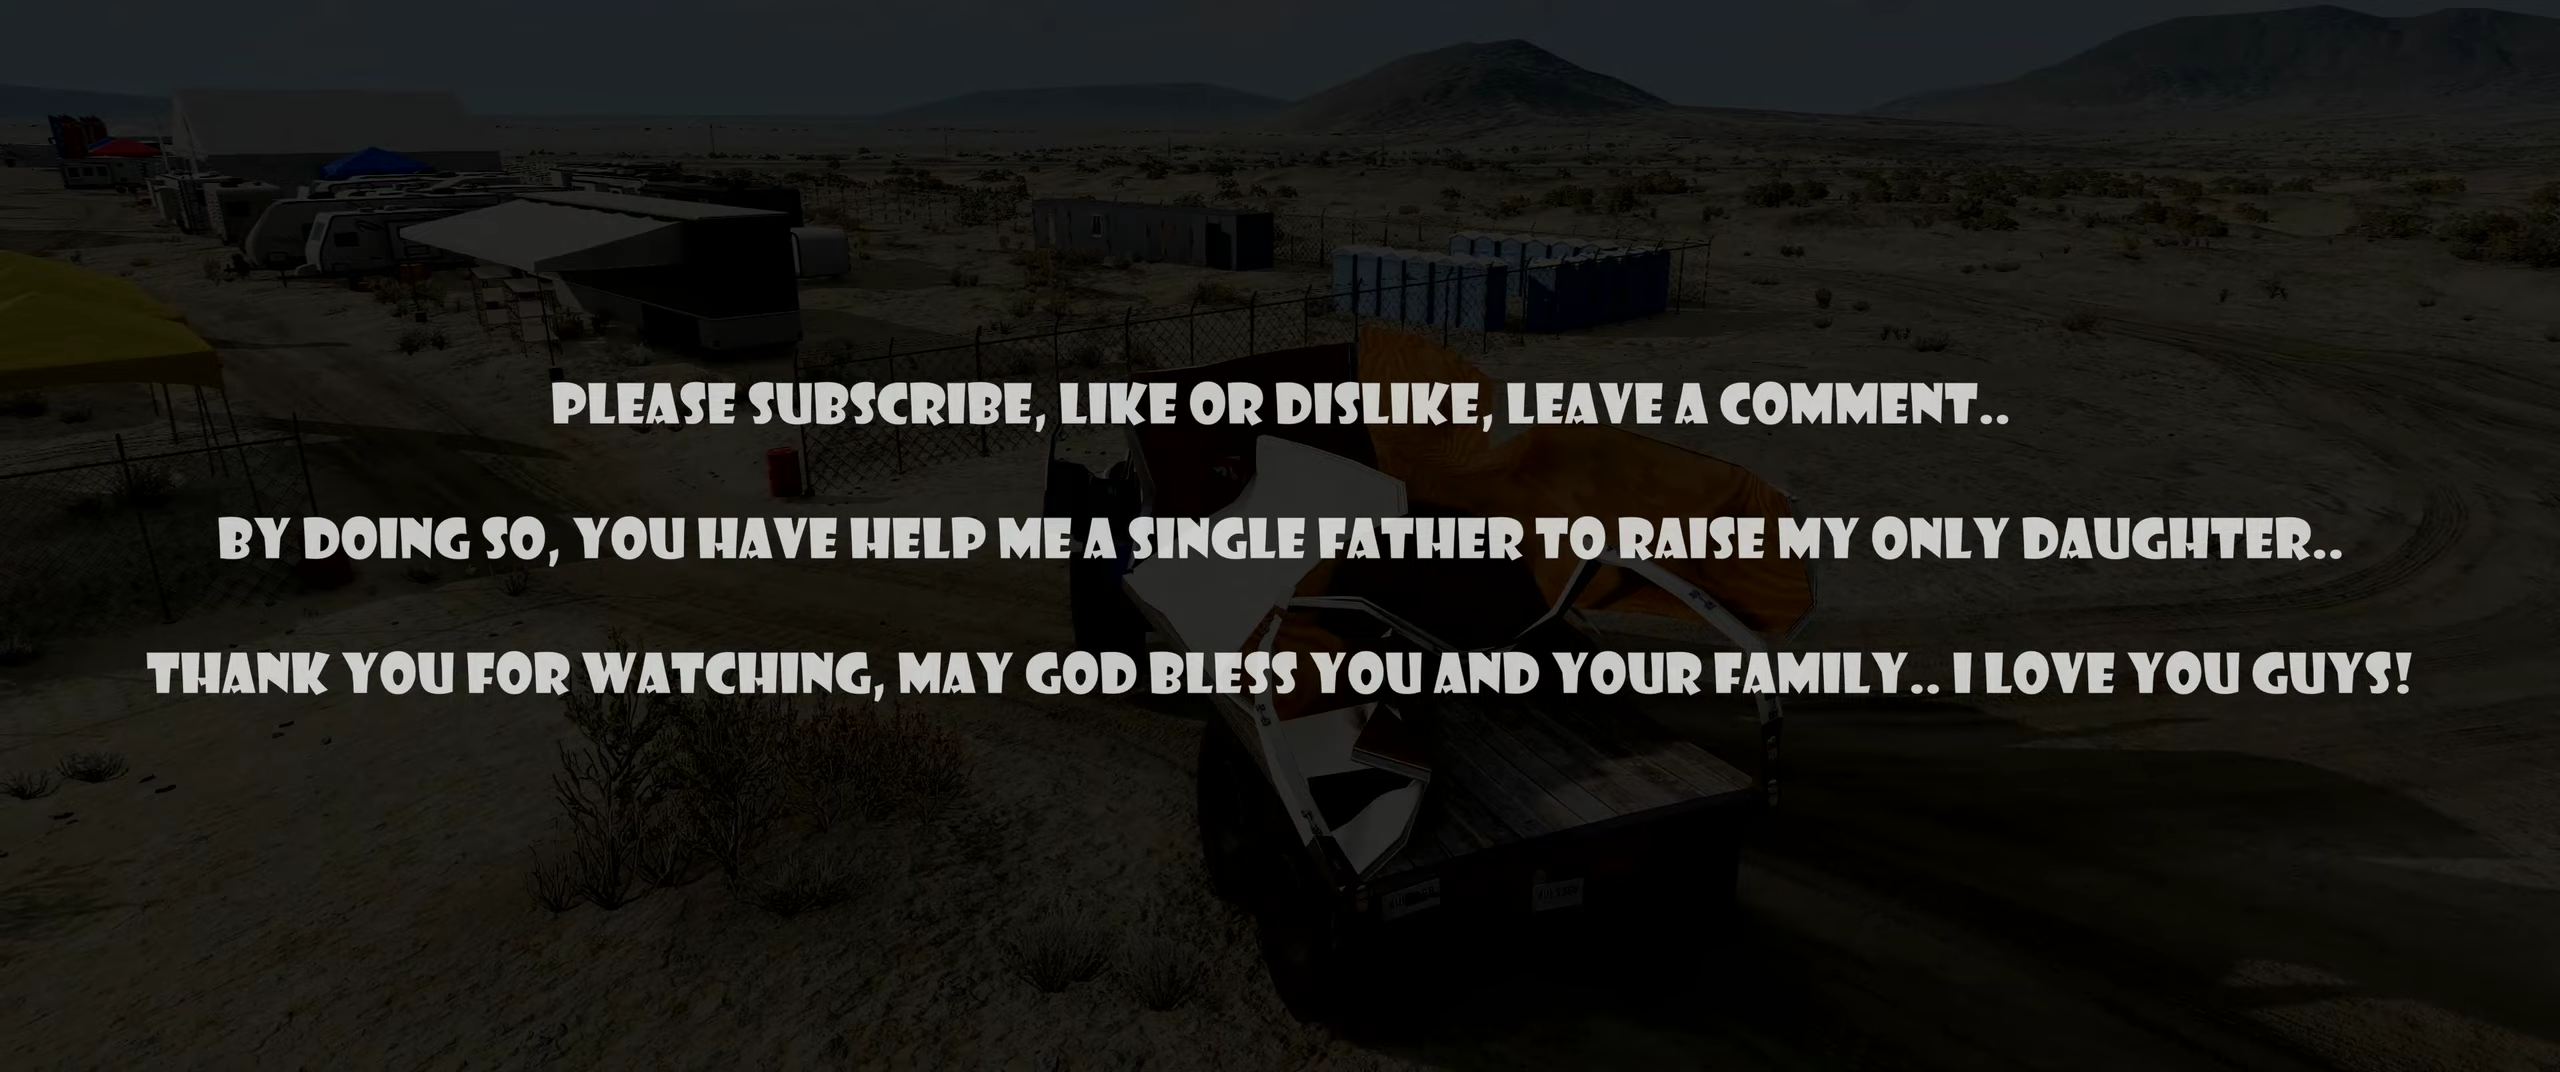 PLEASE SUBSCRIBE, LIKE OR DISLIKE, LEAVE A COMMENT..
BY DOING SO, YOU HAVE HELP ME A SINGLE FATHER TO RAISE MY ONLY DAUGHTER..
THANK YOU FOR WATCHING, MAY GOD BLESS YOU AND YOUR FAMILY.. I LOVE YOU GUYS!